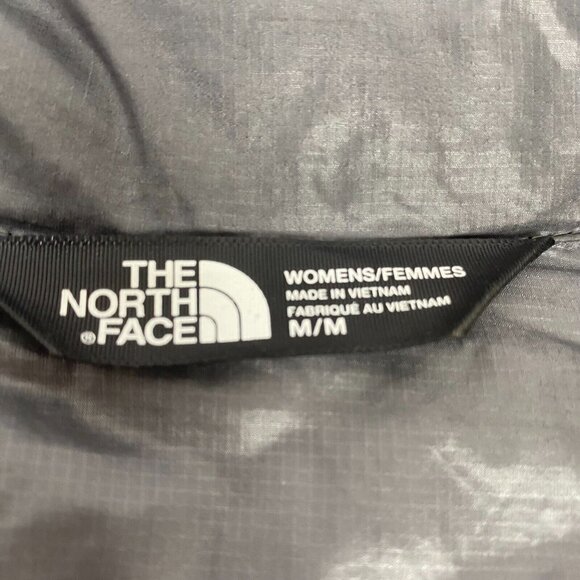 THE
NORTH
®FACE
WOMENS/FEMMES
MADE IN VIETNAM
FABRIQUÉ AU VIETNAM
M/M